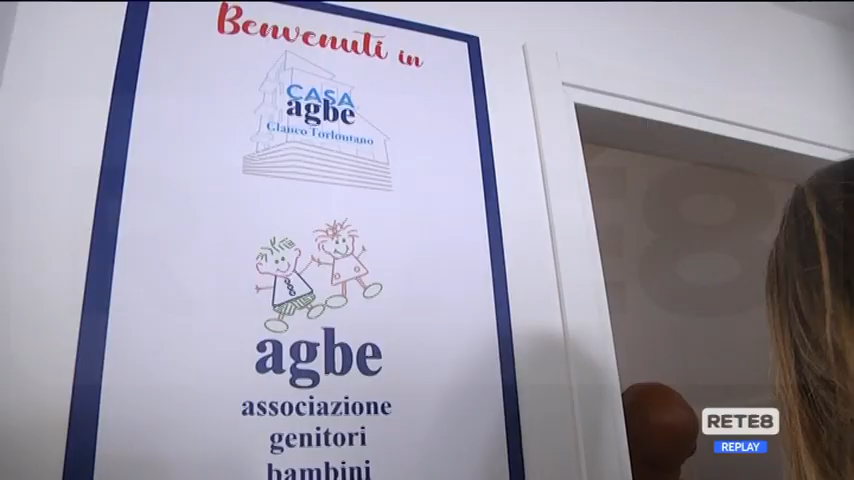 Benvenuti in
CASA
agbe
Glauco Torlontano
agbe
associazione
genitori
bambini
RETE8
REPLAY